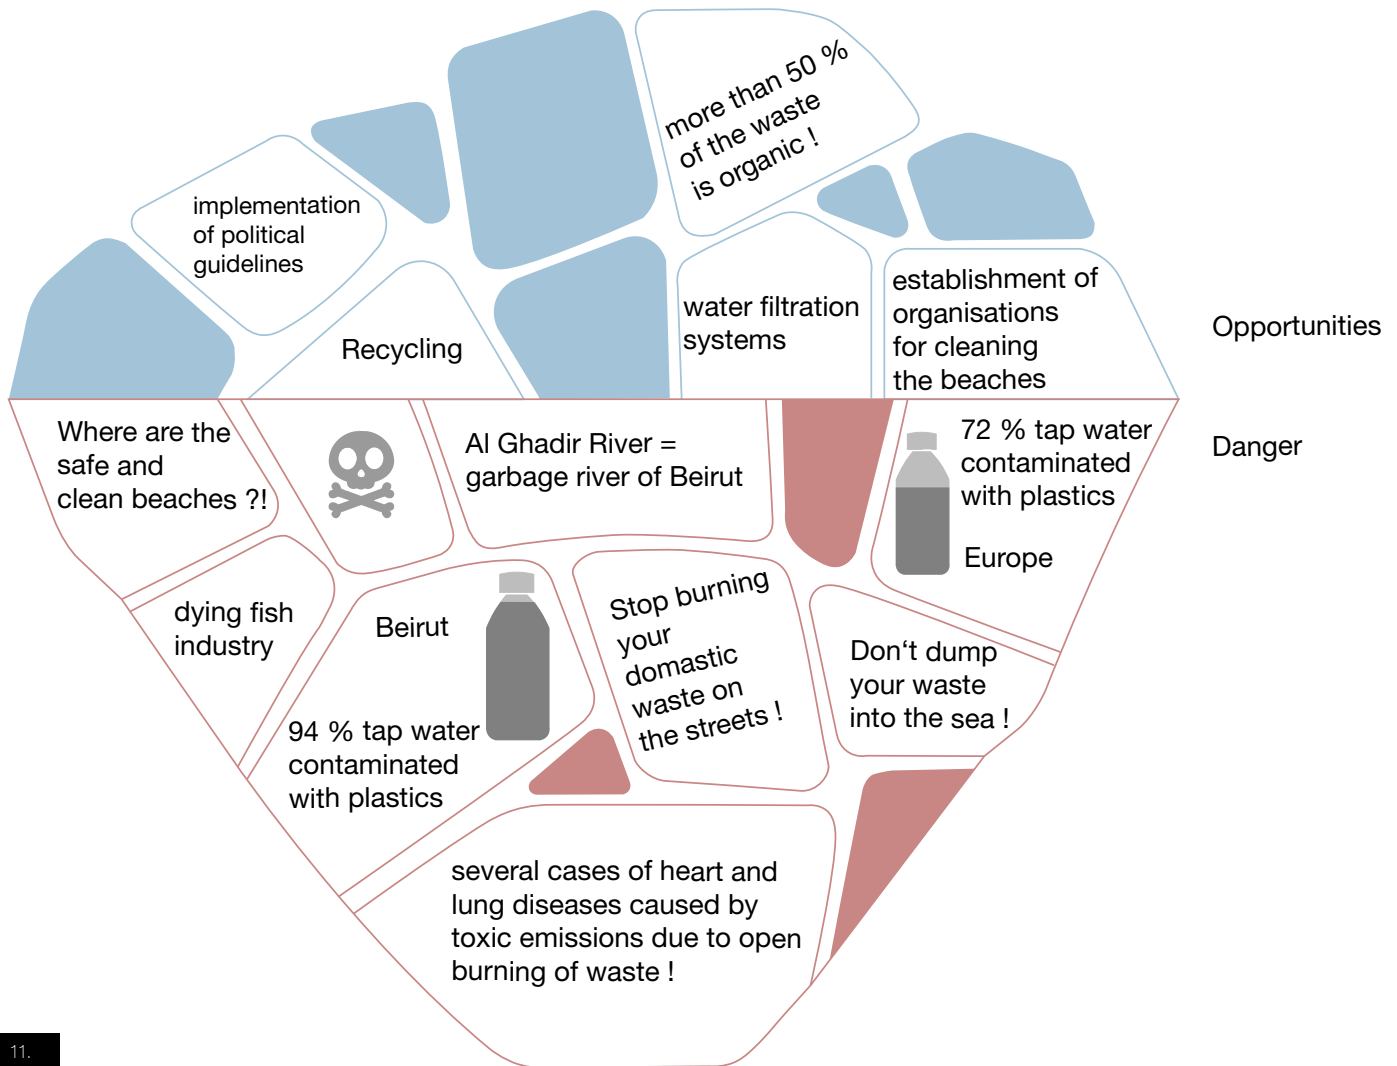 more than 50 %
of the waste
is organic !
implementation
of political
guidelines
Recycling
water filtration
systems
establishment of
organisations
for cleaning
the beaches
Opportunities
Where are the
safe and
clean beaches ?!
Al Ghadir River =
garbage river of Beirut
72 % tap water
contaminated
with plastics
Europe
Danger
dying fish
industry
Beirut
94 % tap water
contaminated
with plastics
Stop burning
your
domastic
waste on
the streets !
Don‘t dump
your waste
into the sea !
several cases of heart and
lung diseases caused by
toxic emissions due to open
burning of waste !
11.